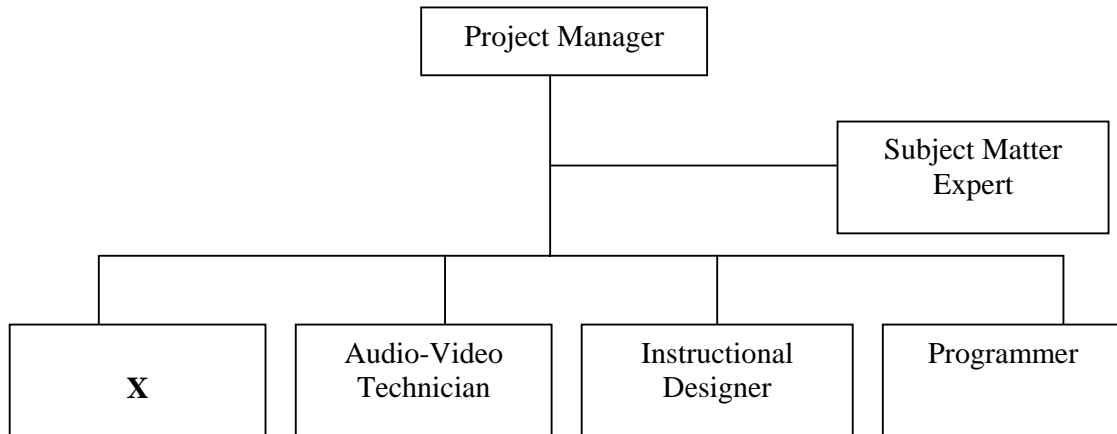 Project Manager
Subject Matter
Expert
X
Audio-Video
Technician
Instructional
Designer
Programmer